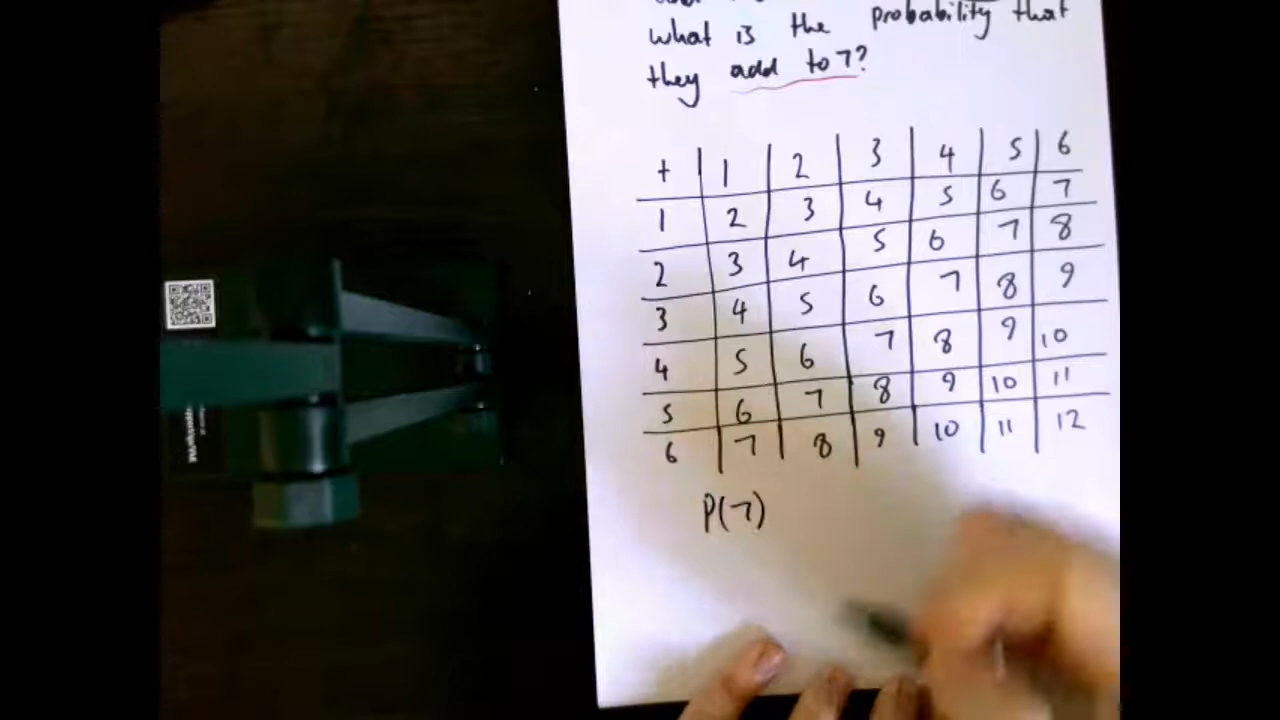 what is the probability that
they add to 7?
+ 1 2 3 4 5 6
1 2 3 4 5 6 7
2 3 4 5 6 7 8
3 4 5 6 7 8 9
4 5 6 7 8 9 10
5 6 7 8 9 10 11
6 7 8 9 10 11 12
P(7)